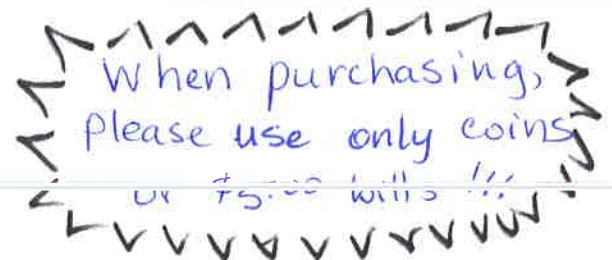 When purchasing,
Please use only coins
or $5.00 bills !!!